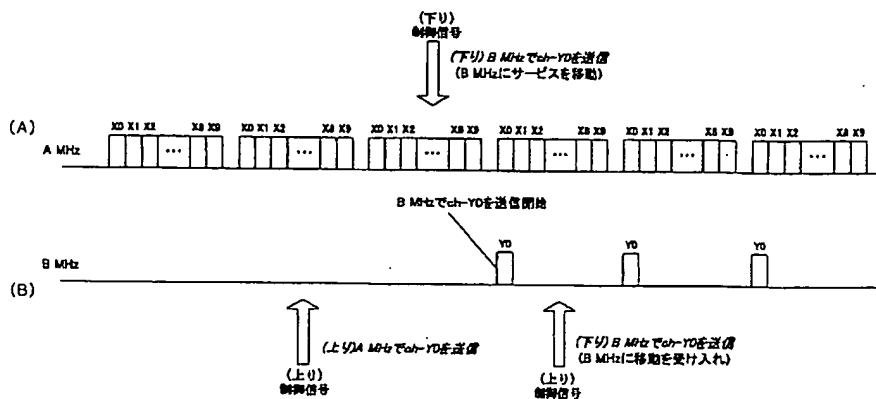 (下り)
制御信号
(下り) B MHzでch-Y0を送信
(B MHzにサービスを移動)
(A)
A MHz
X0 X1 X2 ... X8 X9 X0 X1 X2 ... X8 X9 X0 X1 X2 ... X8 X9 X0 X1 X2 ... X8 X9 X0 X1 X2 ... X8 X9 X0 X1 X2 ... X8 X9
B MHzでch-Y0を送信開始
Y0 Y0 Y0
B MHz
(B)
(上り)A MHzでch-Y0を送信
(上り)
制御信号
(下り) B MHzでch-Y0を送信
(B MHzに移動を受け入れ)
(上り)
制御信号